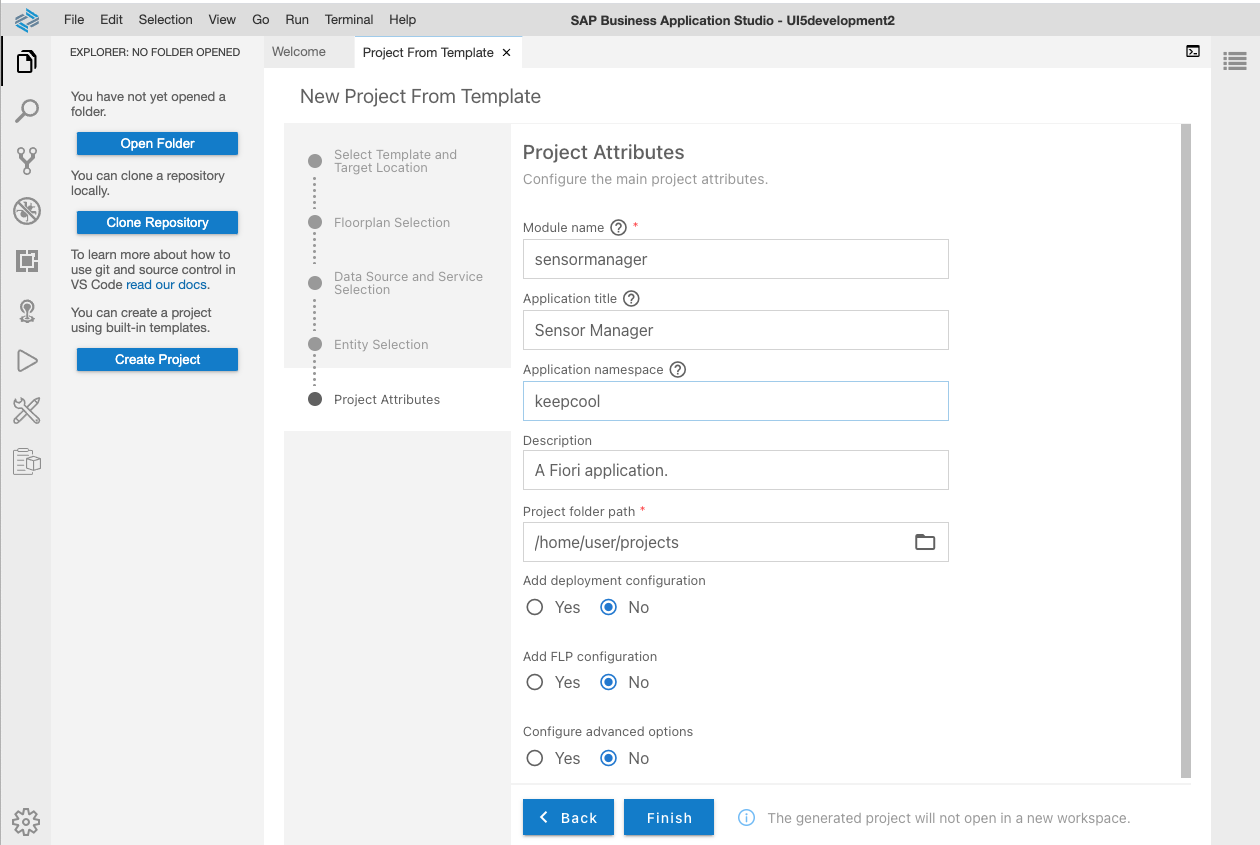 File Edit Selection View Go Run Terminal Help
SAP Business Application Studio - UI5development2
EXPLORER: NO FOLDER OPENED
You have not yet opened a
folder.
Open Folder
You can clone a repository
locally.
Clone Repository
To learn more about how to
use git and source control in
VS Code read our docs.
You can create a project
using built-in templates.
Create Project
Welcome
Project From Template ×
New Project From Template
Select Template and
Target Location
Floorplan Selection
Data Source and Service
Selection
Entity Selection
Project Attributes
Project Attributes
Configure the main project attributes.
Module name ? *
sensormanager
Application title ?
Sensor Manager
Application namespace ?
keepcool
Description
A Fiori application.
Project folder path *
/home/user/projects
Add deployment configuration
Yes No
Add FLP configuration
Yes No
Configure advanced options
Yes No
Back
Finish
The generated project will not open in a new workspace.